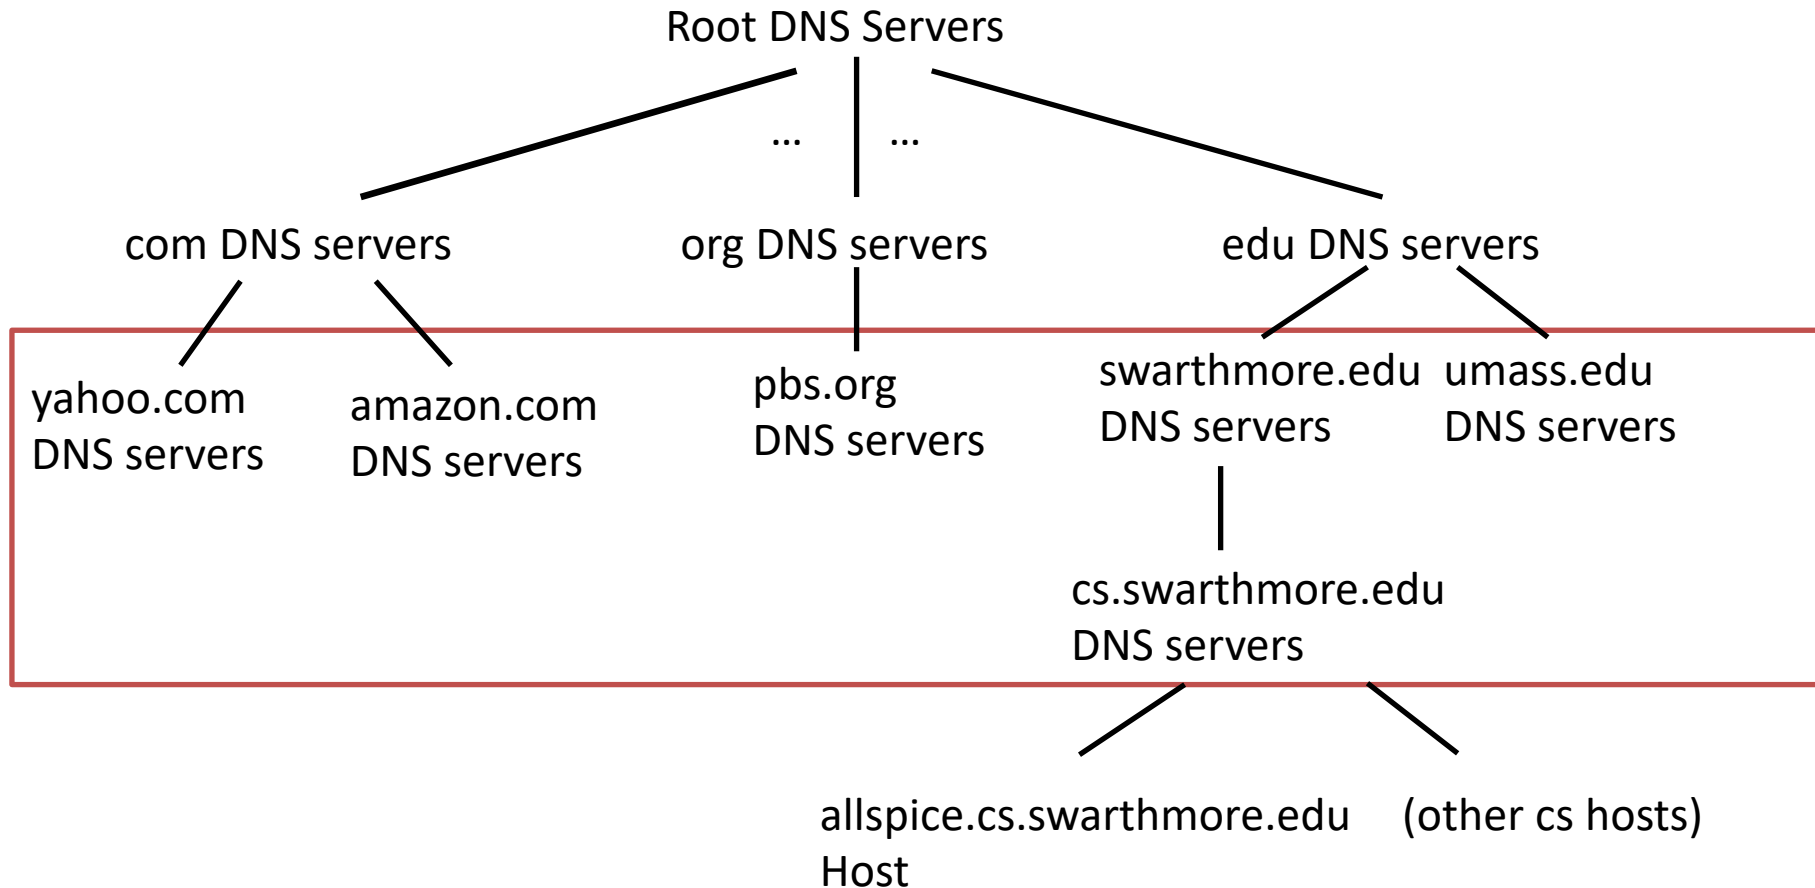 Root DNS Servers
... ...
com DNS servers
org DNS servers
edu DNS servers
yahoo.com
DNS servers
amazon.com
DNS servers
pbs.org
DNS servers
swarthmore.edu
DNS servers
umass.edu
DNS servers
cs.swarthmore.edu
DNS servers
allspice.cs.swarthmore.edu
Host
(other cs hosts)